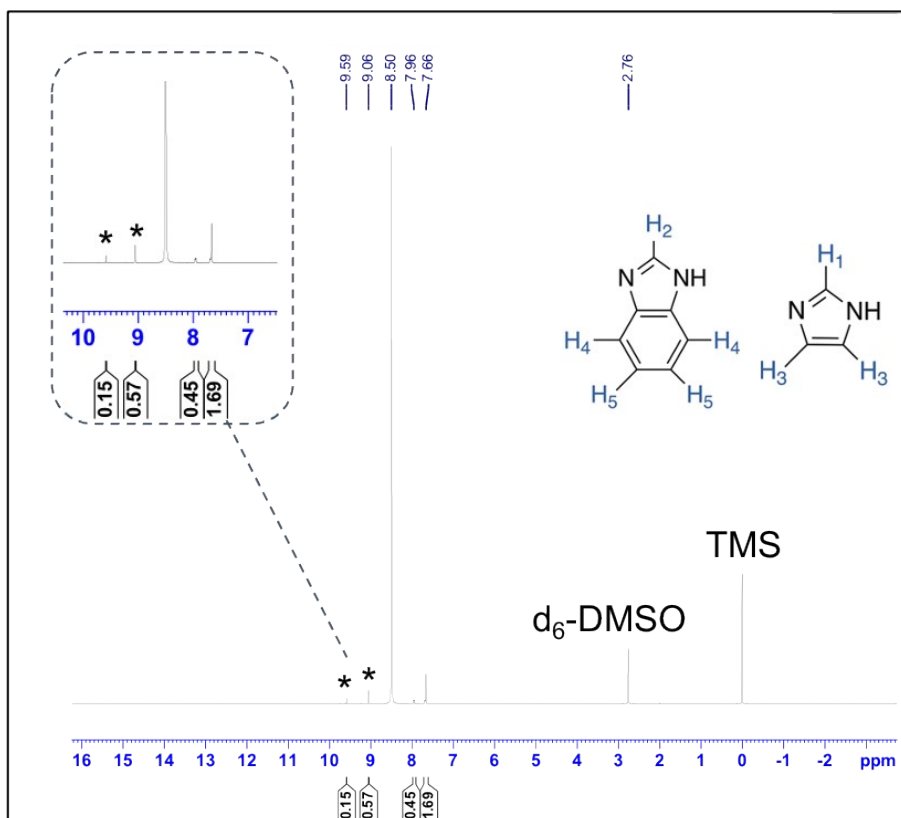 9.59
9.06
8.50
7.96
7.66
2.76
* *
10 9 8 7
0.15
0.57
0.45
1.69
H2
N
NH
H4
H4
H5
H5
H1
N
NH
H3
H3
TMS
d6-DMSO
* *
16 15 14 13 12 11 10 9 8 7 6 5 4 3 2 1 0 -1 -2 ppm
0.15
0.57
0.45
1.69